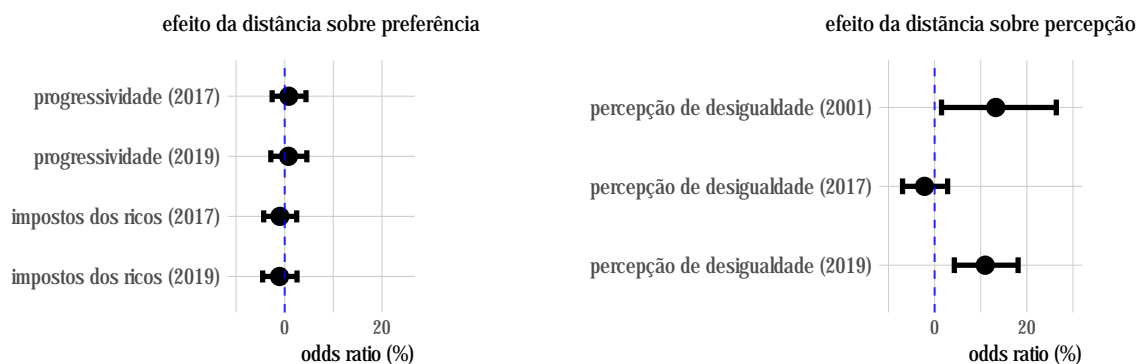 efeito da distância sobre preferência
progressividade (2017)
progressividade (2019)
impostos dos ricos (2017)
impostos dos ricos (2019)
0 20
odds ratio (%)
efeito da distãncia sobre percepção
percepção de desigualdade (2001)
percepção de desigualdade (2017)
percepção de desigualdade (2019)
0 20
odds ratio (%)